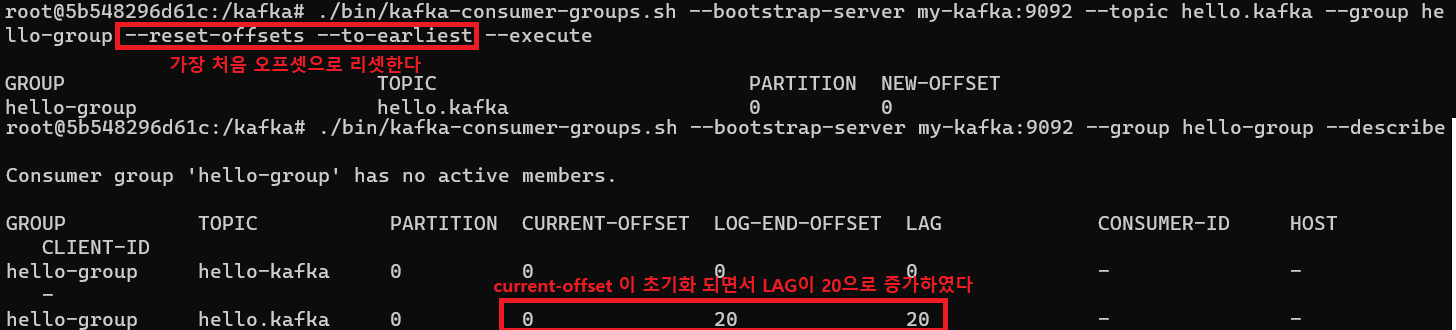 root@5b548296d61c:/kafka# ./bin/kafka-consumer-groups.sh --bootstrap-server my-kafka:9092 --topic hello.kafka --group he
llo-group --reset-offsets --to-earliest --execute
가장 처음 오프셋으로 리셋한다
GROUP TOPIC PARTITION NEW-OFFSET
hello-group hello.kafka 0 0
root@5b548296d61c:/kafka# ./bin/kafka-consumer-groups.sh --bootstrap-server my-kafka:9092 --group hello-group --describe
Consumer group 'hello-group' has no active members.
GROUP TOPIC PARTITION CURRENT-OFFSET LOG-END-OFFSET LAG CONSUMER-ID HOST
CLIENT-ID
hello-group hello-kafka 0 0 0 0 - -
-
current-offset 이 초기화 되면서 LAG이 20으로 증가하였다
hello-group hello.kafka 0 0 20 20 - -